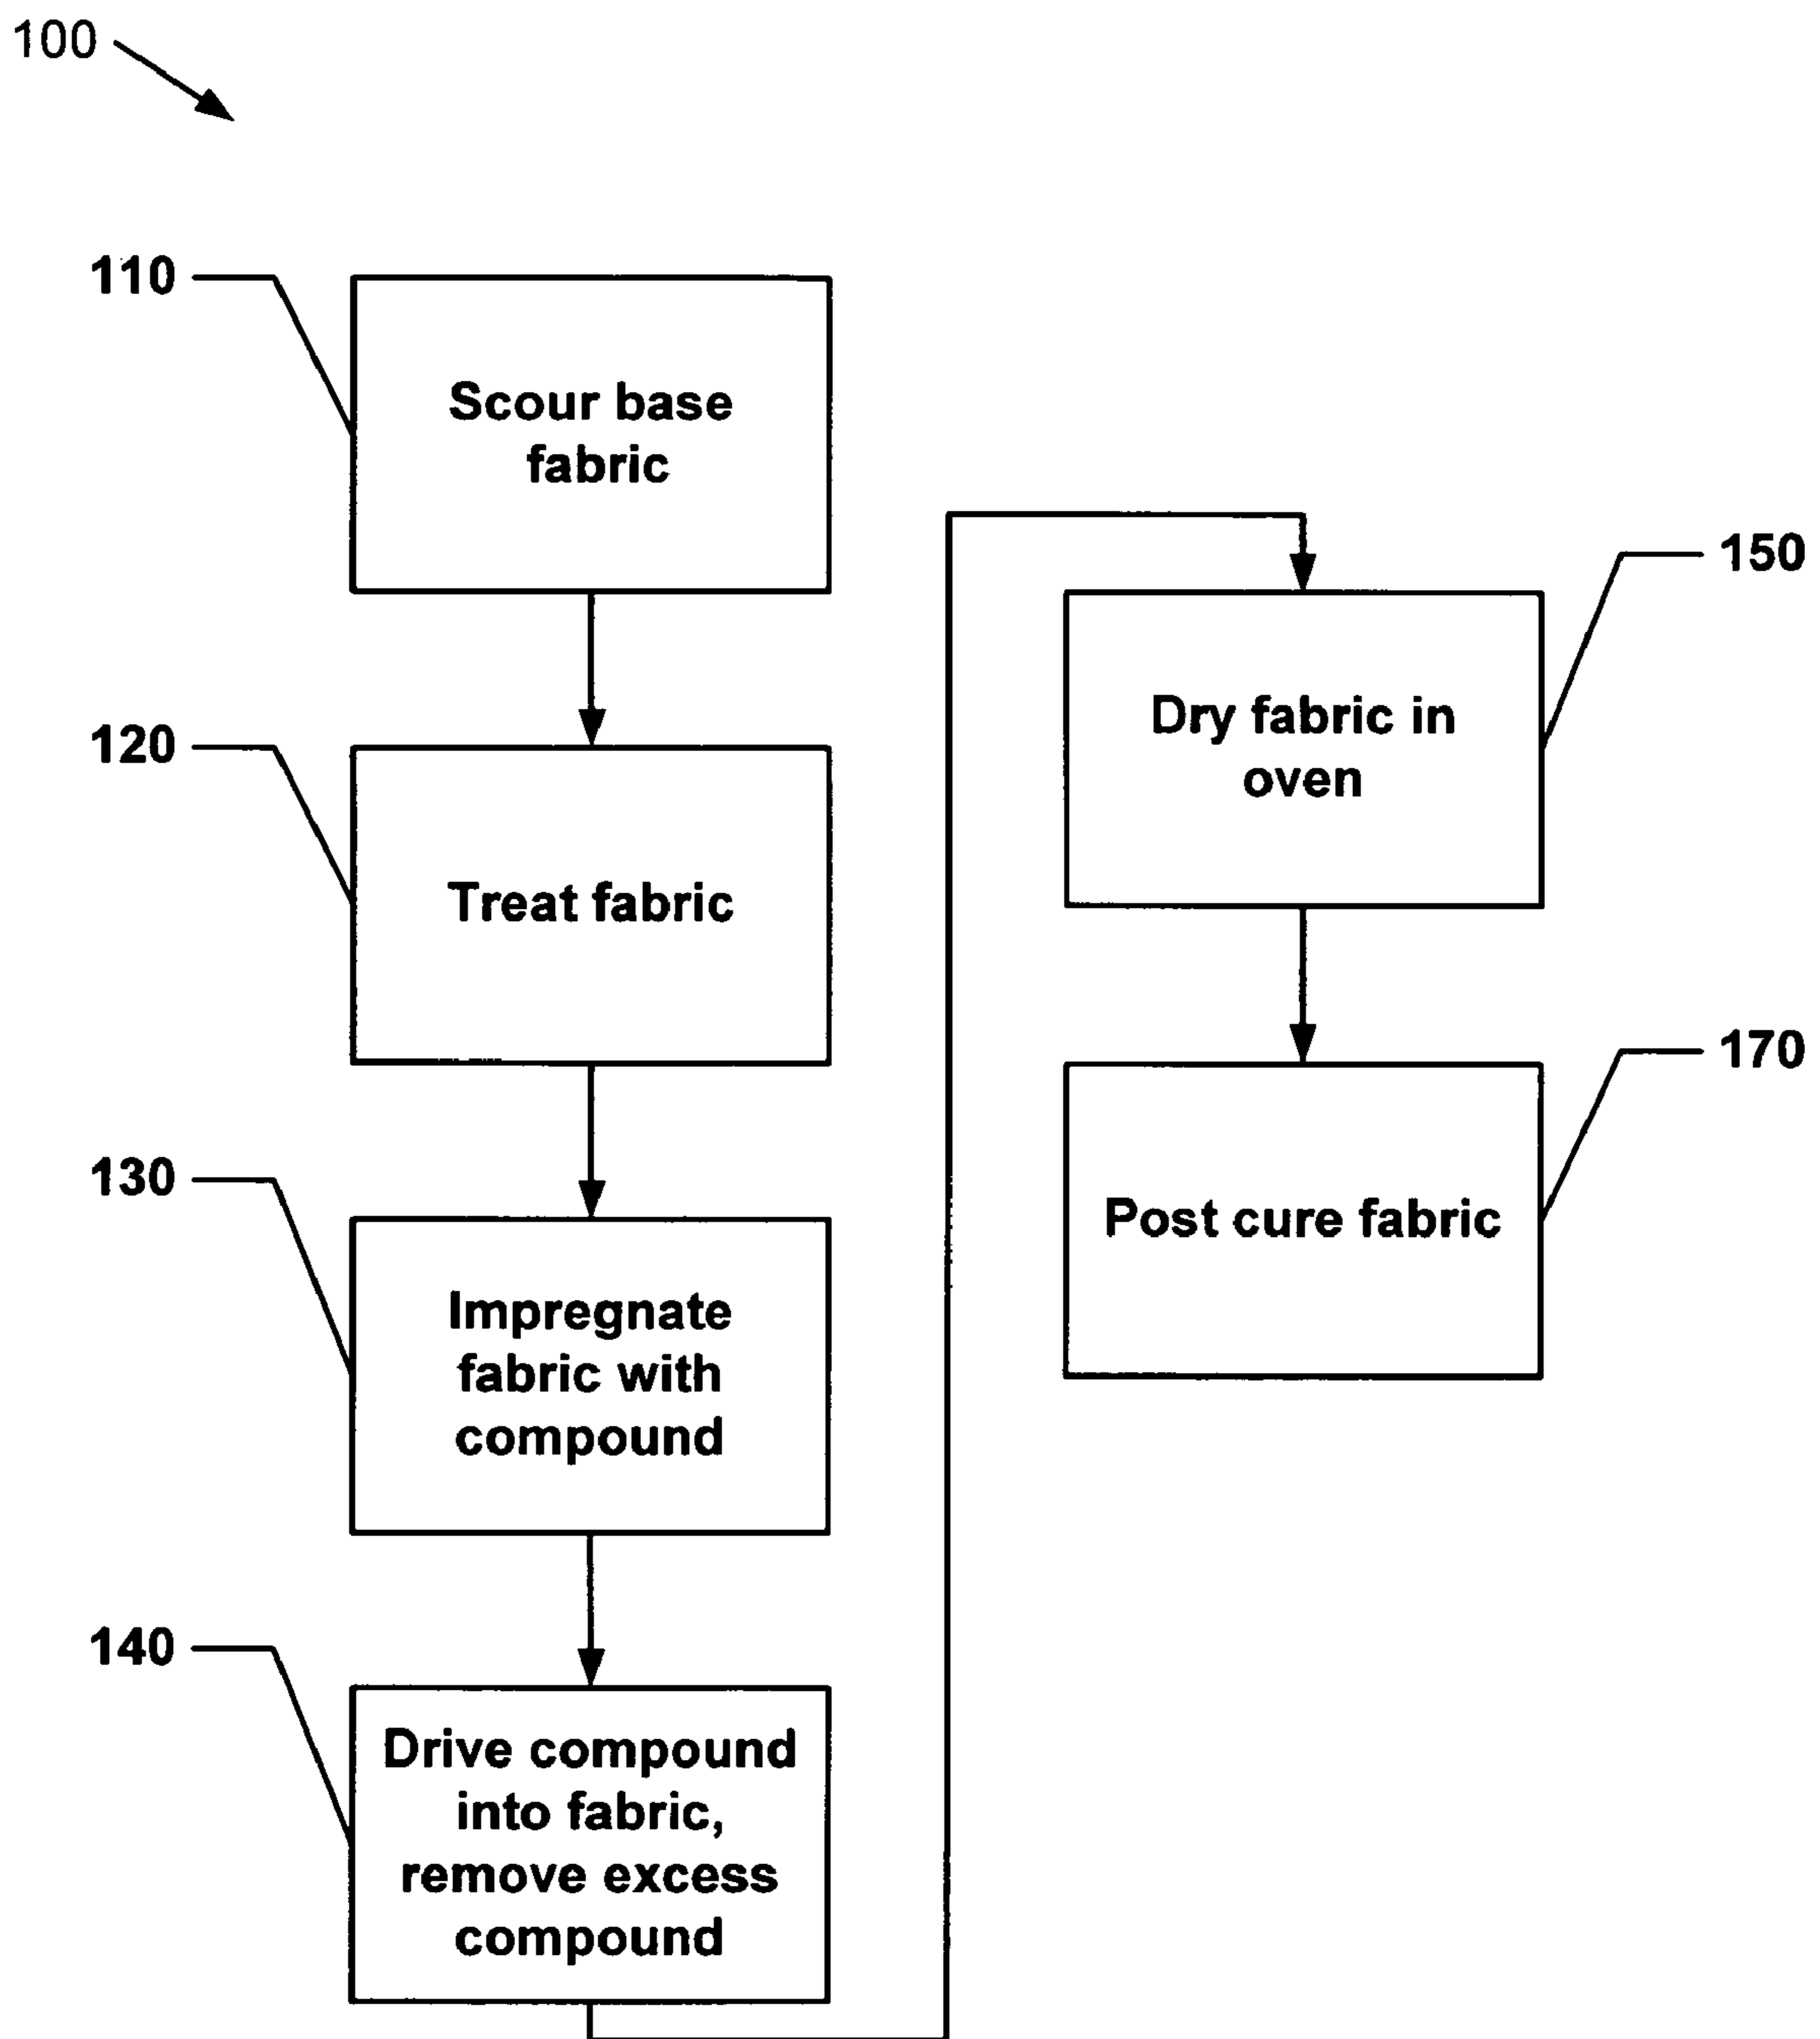 100
110
Scour base
fabric
120
Treat fabric
130
Impregnate
fabric with
compound
140
Drive compound
into fabric,
remove excess
compound
150
Dry fabric in
oven
170
Post cure fabric